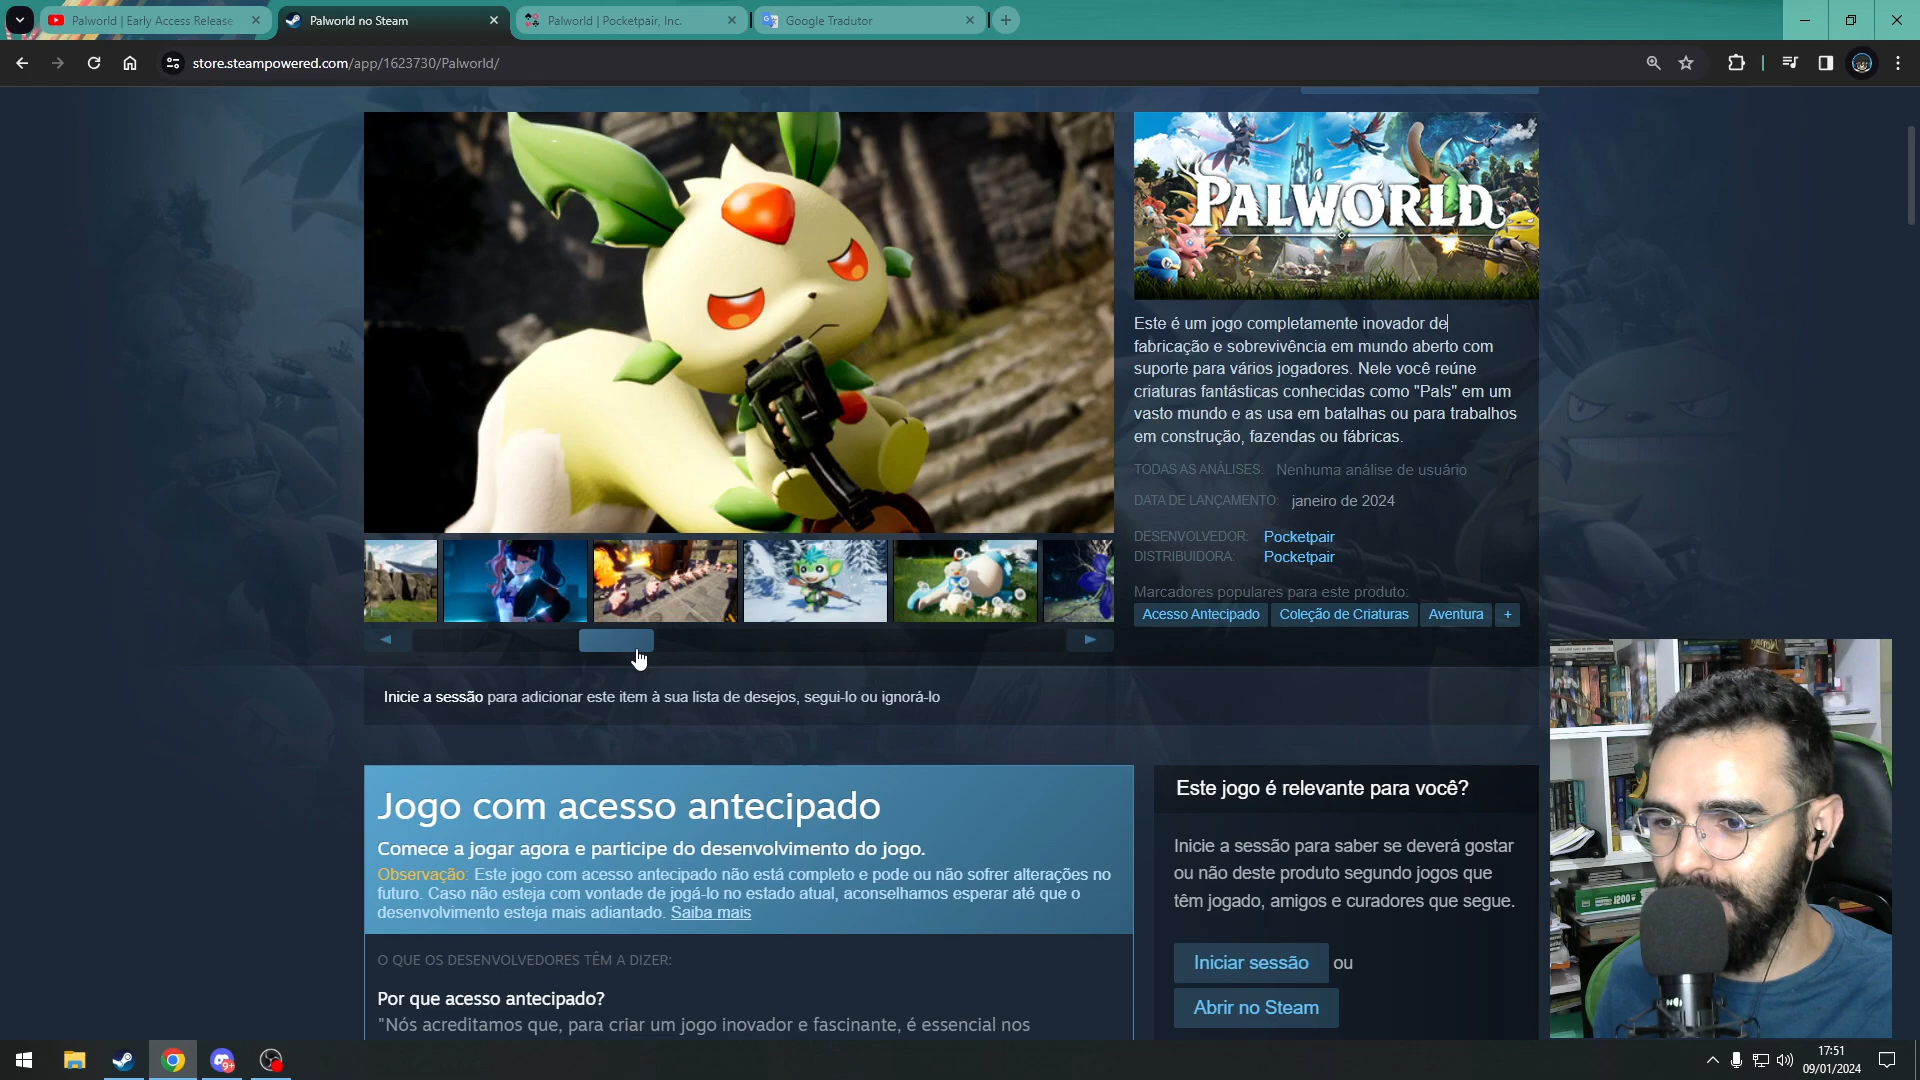 Palworld | Early Access Release
Palworld no Steam
Palworld | Pocketpair, Inc.
Google Tradutor
store.steampowered.com/app/1623730/Palworld/
PALWORLD
Este é um jogo completamente inovador de
fabricação e sobrevivência em mundo aberto com
suporte para vários jogadores. Nele você reúne
criaturas fantásticas conhecidas como "Pals" em um
vasto mundo e as usa em batalhas ou para trabalhos
em construção, fazendas ou fábricas.
TODAS AS ANÁLISES: Nenhuma análise de usuário
DATA DE LANÇAMENTO: janeiro de 2024
DESENVOLVEDOR: Pocketpair
DISTRIBUIDORA: Pocketpair
Marcadores populares para este produto:
Acesso Antecipado Coleção de Criaturas Aventura +
Inicie a sessão para adicionar este item à sua lista de desejos, segui-lo ou ignorá-lo
Jogo com acesso antecipado
Comece a jogar agora e participe do desenvolvimento do jogo.
Observação: Este jogo com acesso antecipado não está completo e pode ou não sofrer alterações no
futuro. Caso não esteja com vontade de jogá-lo no estado atual, aconselhamos esperar até que o
desenvolvimento esteja mais adiantado. Saiba mais
O QUE OS DESENVOLVEDORES TÊM A DIZER:
Por que acesso antecipado?
"Nós acreditamos que, para criar um jogo inovador e fascinante, é essencial nos
Este jogo é relevante para você?
Inicie a sessão para saber se deverá gostar
ou não deste produto segundo jogos que
têm jogado, amigos e curadores que segue.
Iniciar sessão ou
Abrir no Steam
1200
9+
17:51
09/01/2024